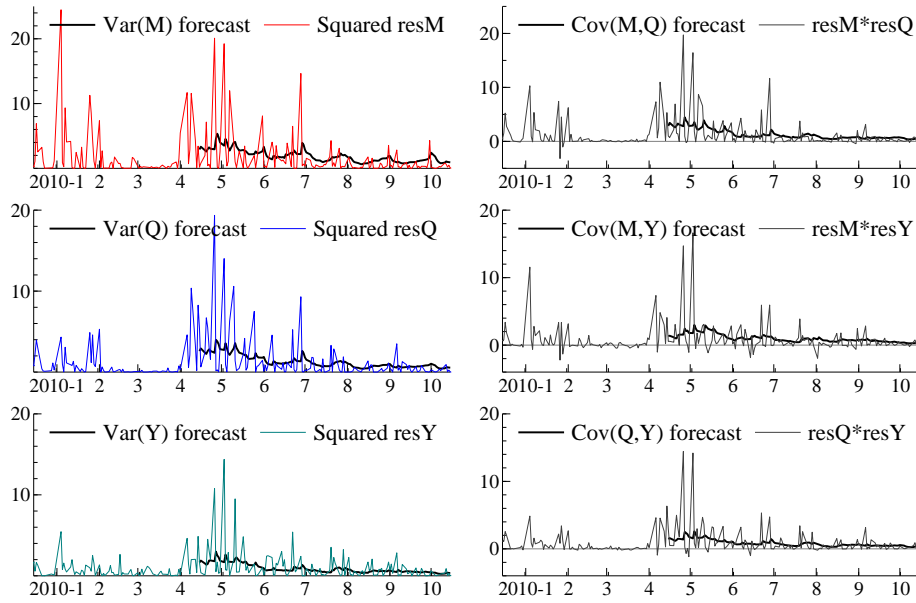 Var(M) forecast Squared resM
20
10
2010-1 2 3 4 5 6 7 8 9 10
Cov(M,Q) forecast resM*resQ
20
10
0
2010-1 2 3 4 5 6 7 8 9 10
Var(Q) forecast Squared resQ
20
10
2010-1 2 3 4 5 6 7 8 9 10
Cov(M,Y) forecast resM*resY
20
10
0
2010-1 2 3 4 5 6 7 8 9 10
Var(Y) forecast Squared resY
20
10
2010-1 2 3 4 5 6 7 8 9 10
Cov(Q,Y) forecast resQ*resY
20
10
0
2010-1 2 3 4 5 6 7 8 9 10